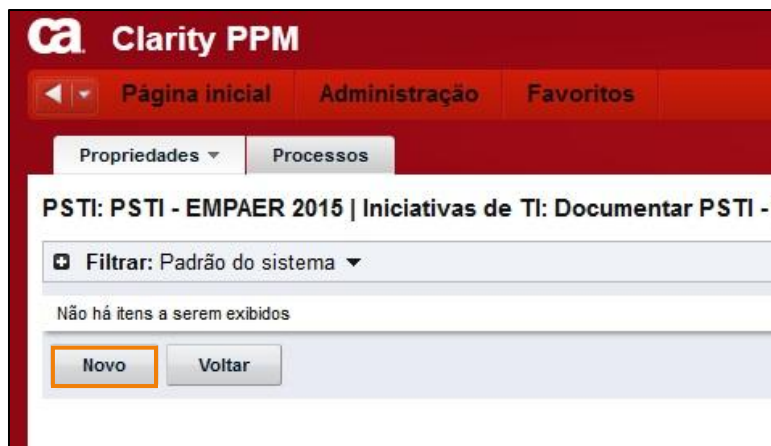 ca Clarity PPM
Página inicial Administração Favoritos
Propriedades Processos
PSTI: PSTI - EMPAER 2015 | Iniciativas de TI: Documentar PSTI -
Filtrar: Padrão do sistema
Não há itens a serem exibidos
Novo Voltar